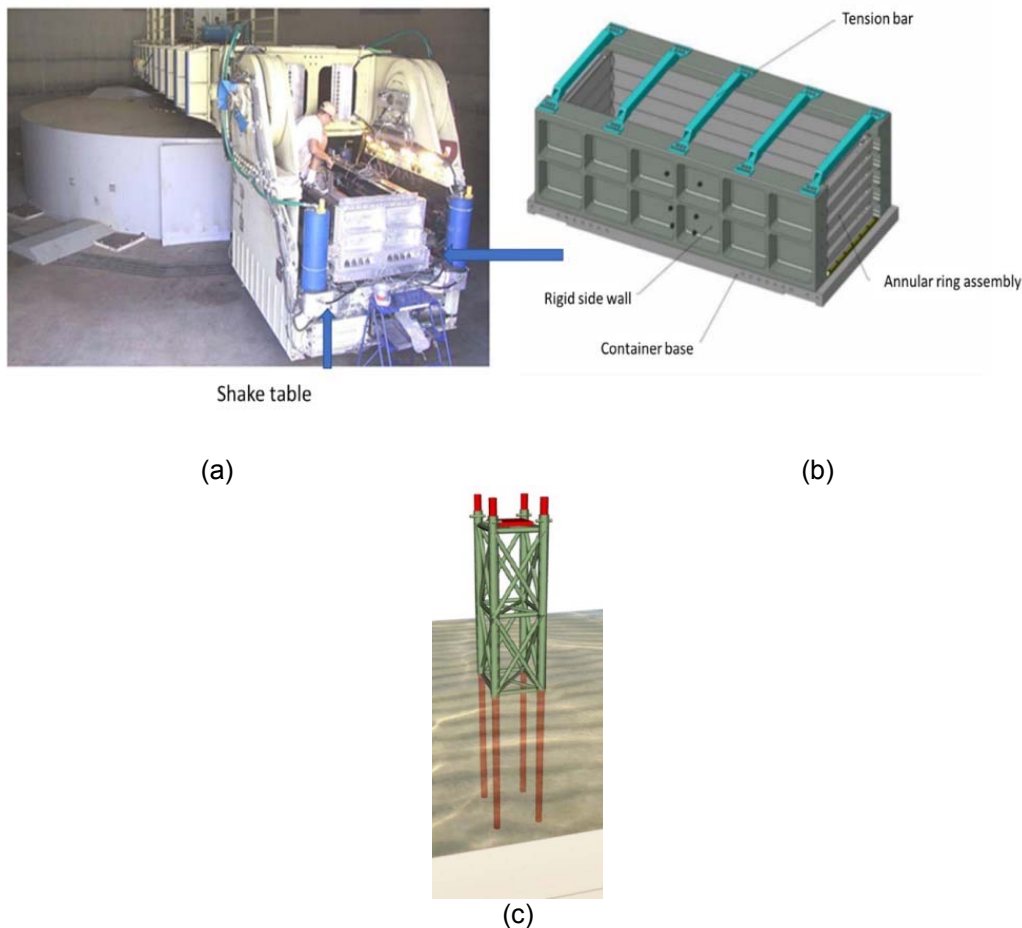 Tension bar
Annular ring assembly
Rigid side wall
Container base
Shake table
(a)
(b)
(c)